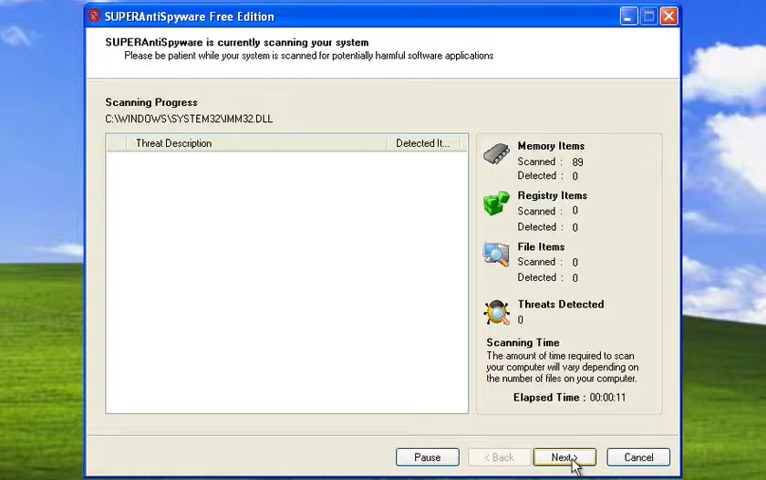 SUPERAntiSpyware Free Edition
SUPERAntiSpyware is currently scanning your system
Please be patient while your system is scanned for potentially harmful software applications
Scanning Progress
C:\WINDOWS\SYSTEM32\IMM32.DLL
Threat Description
Detected It...
Memory Items
Scanned : 89
Detected : 0
Registry Items
Scanned : 0
Detected : 0
File Items
Scanned : 0
Detected : 0
Threats Detected
0
Scanning Time
The amount of time required to scan
your computer will vary depending on
the number of files on your computer.
Elapsed Time : 00:00:11
Pause
< Back
Next >
Cancel